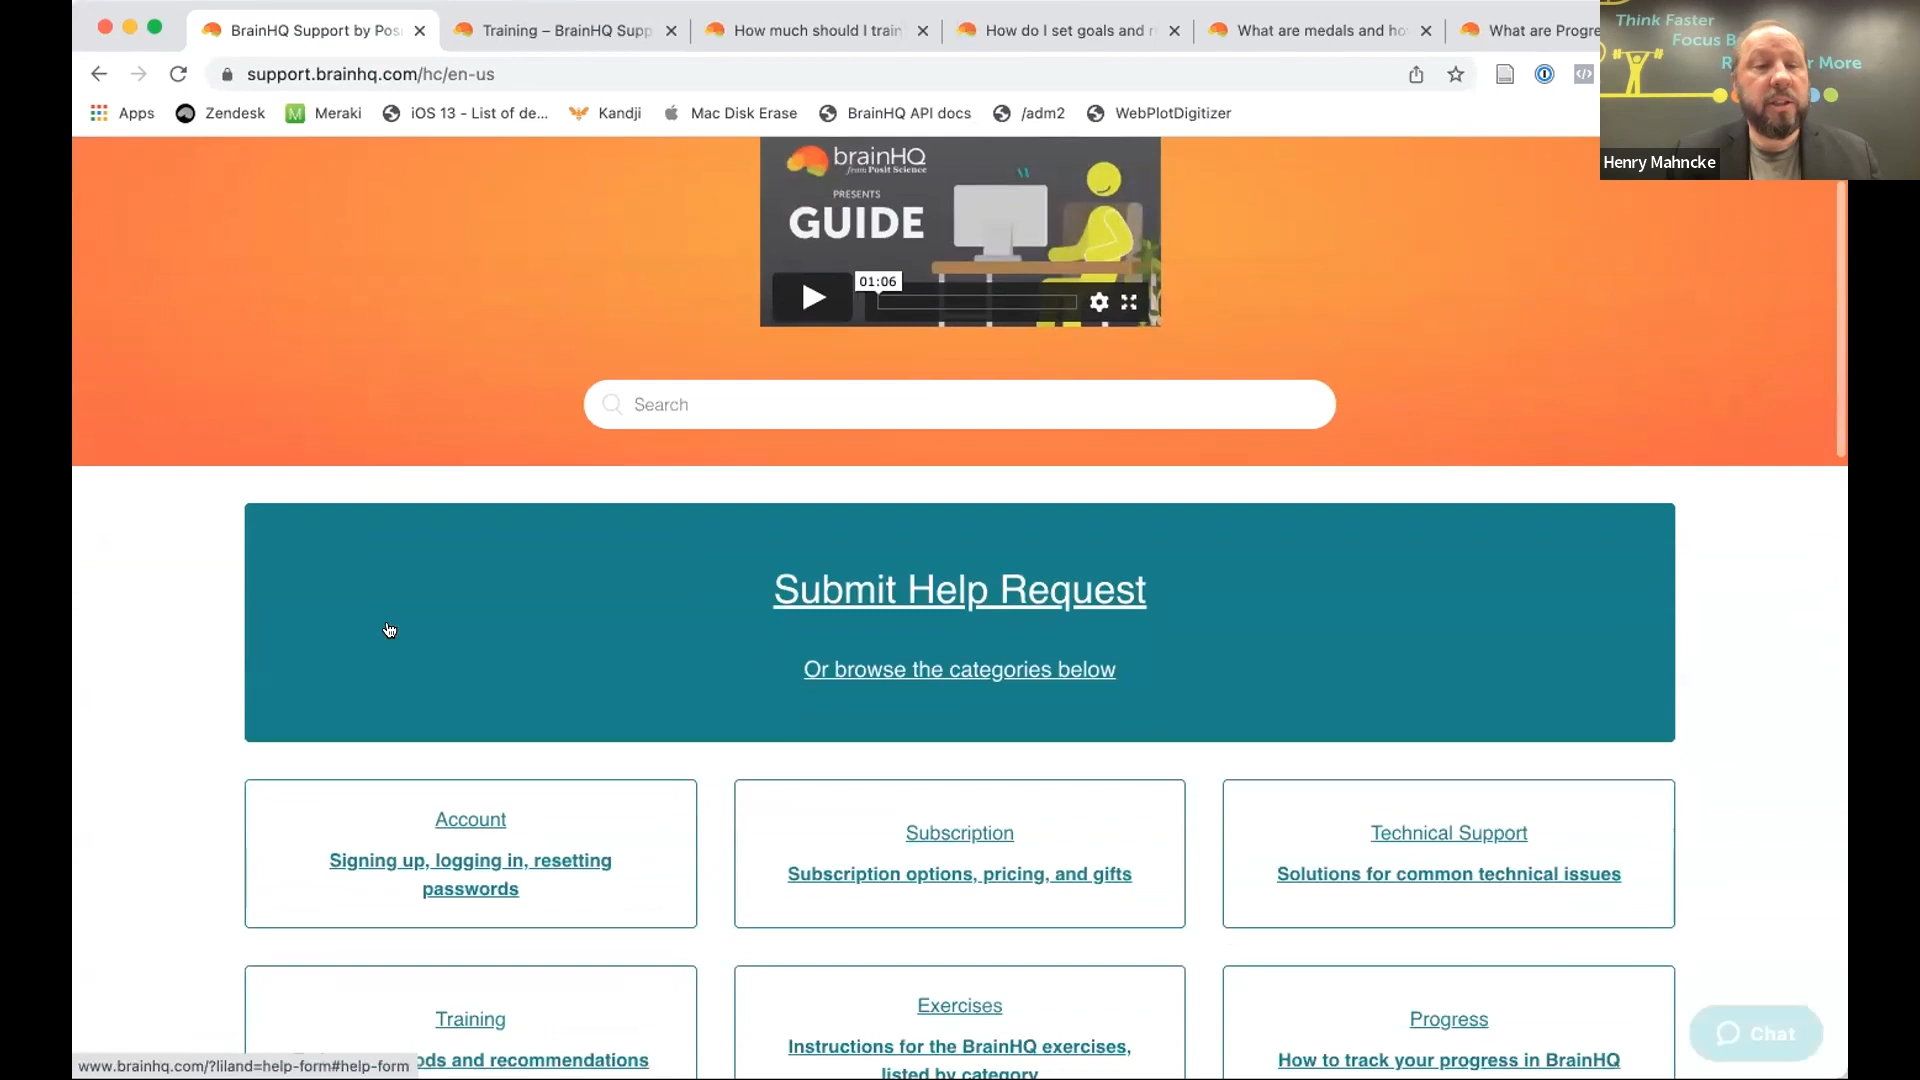 BrainHQ Support by Pos
Training – BrainHQ Supp
How much should I train
How do I set goals and r
What are medals and ho
What are Progre
support.brainhq.com/hc/en-us
Apps
Zendesk
Meraki
iOS 13 - List of de...
Kandji
Mac Disk Erase
BrainHQ API docs
/adm2
WebPlotDigitizer
Think Faster
Focus B
R
r More
Henry Mahncke
brainHQ
from Posit Science
PRESENTS
GUIDE
01:06
Search
Submit Help Request
Or browse the categories below
Account
Signing up, logging in, resetting
passwords
Subscription
Subscription options, pricing, and gifts
Technical Support
Solutions for common technical issues
Training
ods and recommendations
Exercises
Instructions for the BrainHQ exercises,
listed by category
Progress
How to track your progress in BrainHQ
Chat
www.brainhq.com/?liland=help-form#help-form